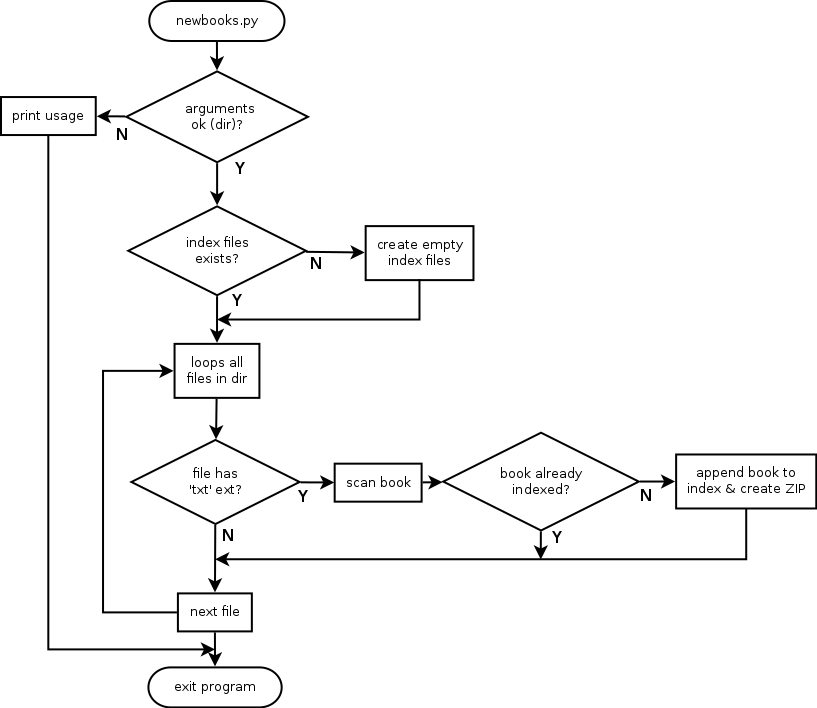 newbooks.py
arguments
ok (dir)?
print usage
N
Y
index files
exists?
N
create empty
index files
Y
loops all
files in dir
file has
'txt' ext?
Y
scan book
book already
indexed?
N
append book to
index & create ZIP
N
Y
next file
exit program